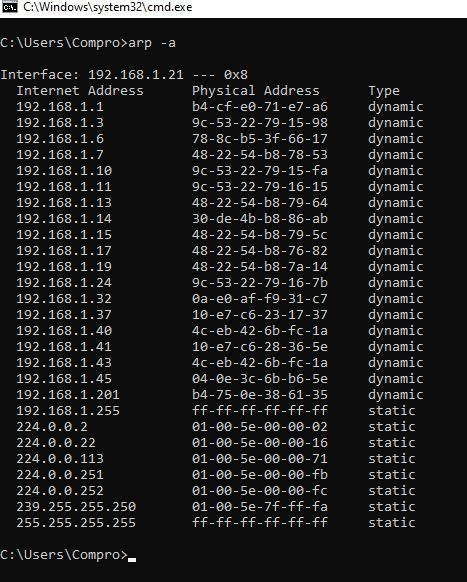 C:\Windows\system32\cmd.exe
C:\Users\Compro>arp -a
Interface: 192.168.1.21 --- 0x8
Internet Address Physical Address Type
192.168.1.1 b4-cf-e0-71-e7-a6 dynamic
192.168.1.3 9c-53-22-79-15-98 dynamic
192.168.1.6 78-8c-b5-3f-66-17 dynamic
192.168.1.7 48-22-54-b8-78-53 dynamic
192.168.1.10 9c-53-22-79-15-fa dynamic
192.168.1.11 9c-53-22-79-16-15 dynamic
192.168.1.13 48-22-54-b8-79-64 dynamic
192.168.1.14 30-de-4b-b8-86-ab dynamic
192.168.1.15 48-22-54-b8-79-5c dynamic
192.168.1.17 48-22-54-b8-76-82 dynamic
192.168.1.19 48-22-54-b8-7a-14 dynamic
192.168.1.24 9c-53-22-79-16-7b dynamic
192.168.1.32 0a-e0-af-f9-31-c7 dynamic
192.168.1.37 10-e7-c6-23-17-37 dynamic
192.168.1.40 4c-eb-42-6b-fc-1a dynamic
192.168.1.41 10-e7-c6-28-36-5e dynamic
192.168.1.43 4c-eb-42-6b-fc-1a dynamic
192.168.1.45 04-0e-3c-6b-b6-5e dynamic
192.168.1.201 b4-75-0e-38-61-35 dynamic
192.168.1.255 ff-ff-ff-ff-ff-ff static
224.0.0.2 01-00-5e-00-00-02 static
224.0.0.22 01-00-5e-00-00-16 static
224.0.0.113 01-00-5e-00-00-71 static
224.0.0.251 01-00-5e-00-00-fb static
224.0.0.252 01-00-5e-00-00-fc static
239.255.255.250 01-00-5e-7f-ff-fa static
255.255.255.255 ff-ff-ff-ff-ff-ff static
C:\Users\Compro>